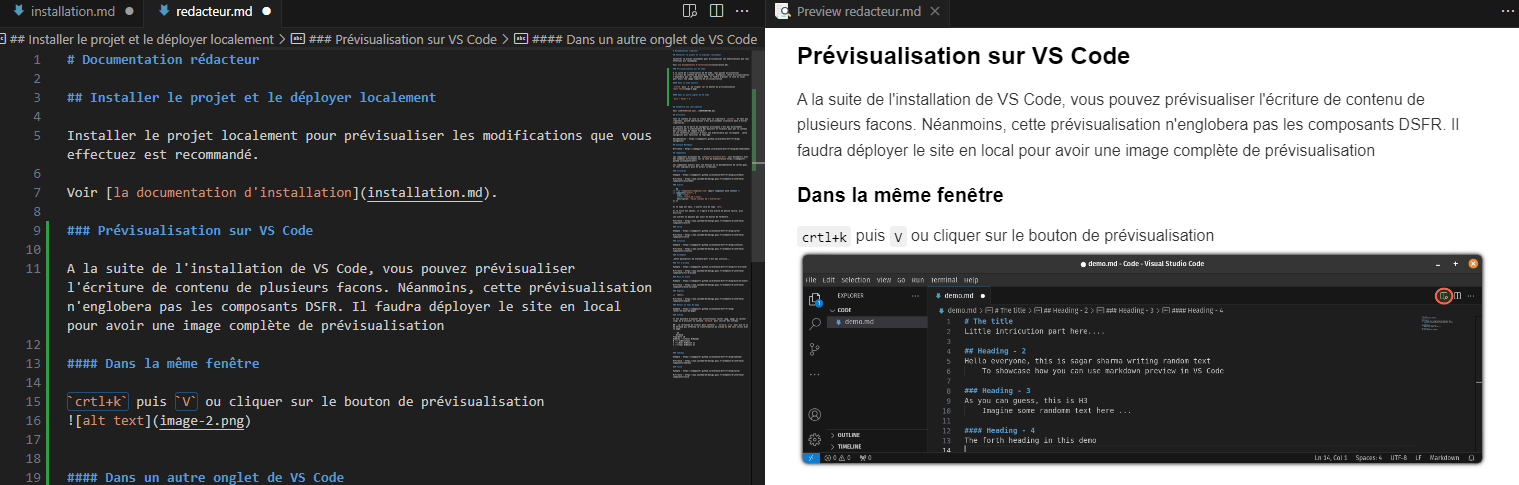 installation.md
redacteur.md
## Installer le projet et le déployer localement > ### Prévisualisation sur VS Code > #### Dans un autre onglet de VS Code
1 # Documentation rédacteur
2
3 ## Installer le projet et le déployer localement
4
5 Installer le projet localement pour prévisualiser les modifications que vous
effectuez est recommandé.
6
7 Voir [la documentation d'installation](installation.md).
8
9 ### Prévisualisation sur VS Code
10
11 A la suite de l'installation de VS Code, vous pouvez prévisualiser
l'écriture de contenu de plusieurs facons. Néanmoins, cette prévisualisation
n'englobera pas les composants DSFR. Il faudra déployer le site en local
pour avoir une image complète de prévisualisation
12
13 #### Dans la même fenêtre
14
15 `crtl+k` puis `V` ou cliquer sur le bouton de prévisualisation
16 ![alt text](image-2.png)
17
18
19 #### Dans un autre onglet de VS Code
Preview redacteur.md
Prévisualisation sur VS Code
A la suite de l'installation de VS Code, vous pouvez prévisualiser l'écriture de contenu de
plusieurs facons. Néanmoins, cette prévisualisation n'englobera pas les composants DSFR. Il
faudra déployer le site en local pour avoir une image complète de prévisualisation
Dans la même fenêtre
crtl+k puis V ou cliquer sur le bouton de prévisualisation
demo.md - Code - Visual Studio Code
File Edit Selection View Go Run Terminal Help
EXPLORER
CODE
demo.md
demo.md
demo.md > # The title > ## Heading - 2 > ### Heading - 3 > #### Heading - 4
1 # The title
2 Little intricution part here....
3
4 ## Heading - 2
5 Hello everyone, this is sagar sharma writing random text
6 To showcase how you can use markdown preview in VS Code
7
8 ### Heading - 3
9 As you can guess, this is H3
10 Imagine some randomm text here ...
11
12 #### Heading - 4
13 The forth heading in this demo
14
OUTLINE
TIMELINE
0 0 0
Ln 14, Col 1 Spaces: 4 UTF-8 LF Markdown